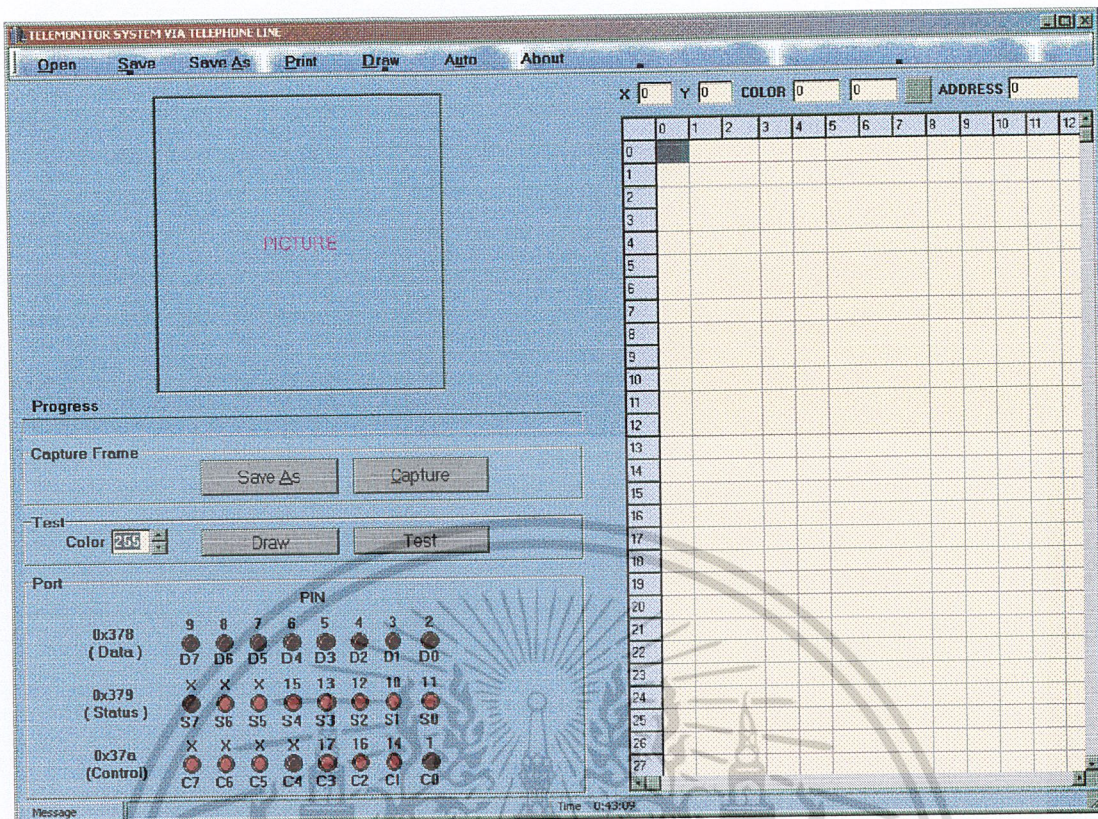 TELEMONITOR SYSTEM VIA TELEPHONE LINE
Open Save Save As Print Draw Auto About
X 0 Y 0 COLOR 0 0 ADDRESS 0
0 1 2 3 4 5 6 7 8 9 10 11 12
0
1
2
3
4
5
6
7
8
9
10
11
12
13
14
15
16
17
18
19
20
21
22
23
24
25
26
27
PICTURE
Progress
Capture Frame
Save As Capture
Test
Color 255 Draw Test
Port
PIN
9 8 7 6 5 4 3 2
0x378
( Data )
D7 D6 D5 D4 D3 D2 D1 D0
X X X 15 13 12 10 11
0x379
( Status )
S7 S6 S5 S4 S3 S2 S1 S0
X X X X 17 16 14 1
0x37a
(Control)
C7 C6 C5 C4 C3 C2 C1 C0
Message Time 0:43:09